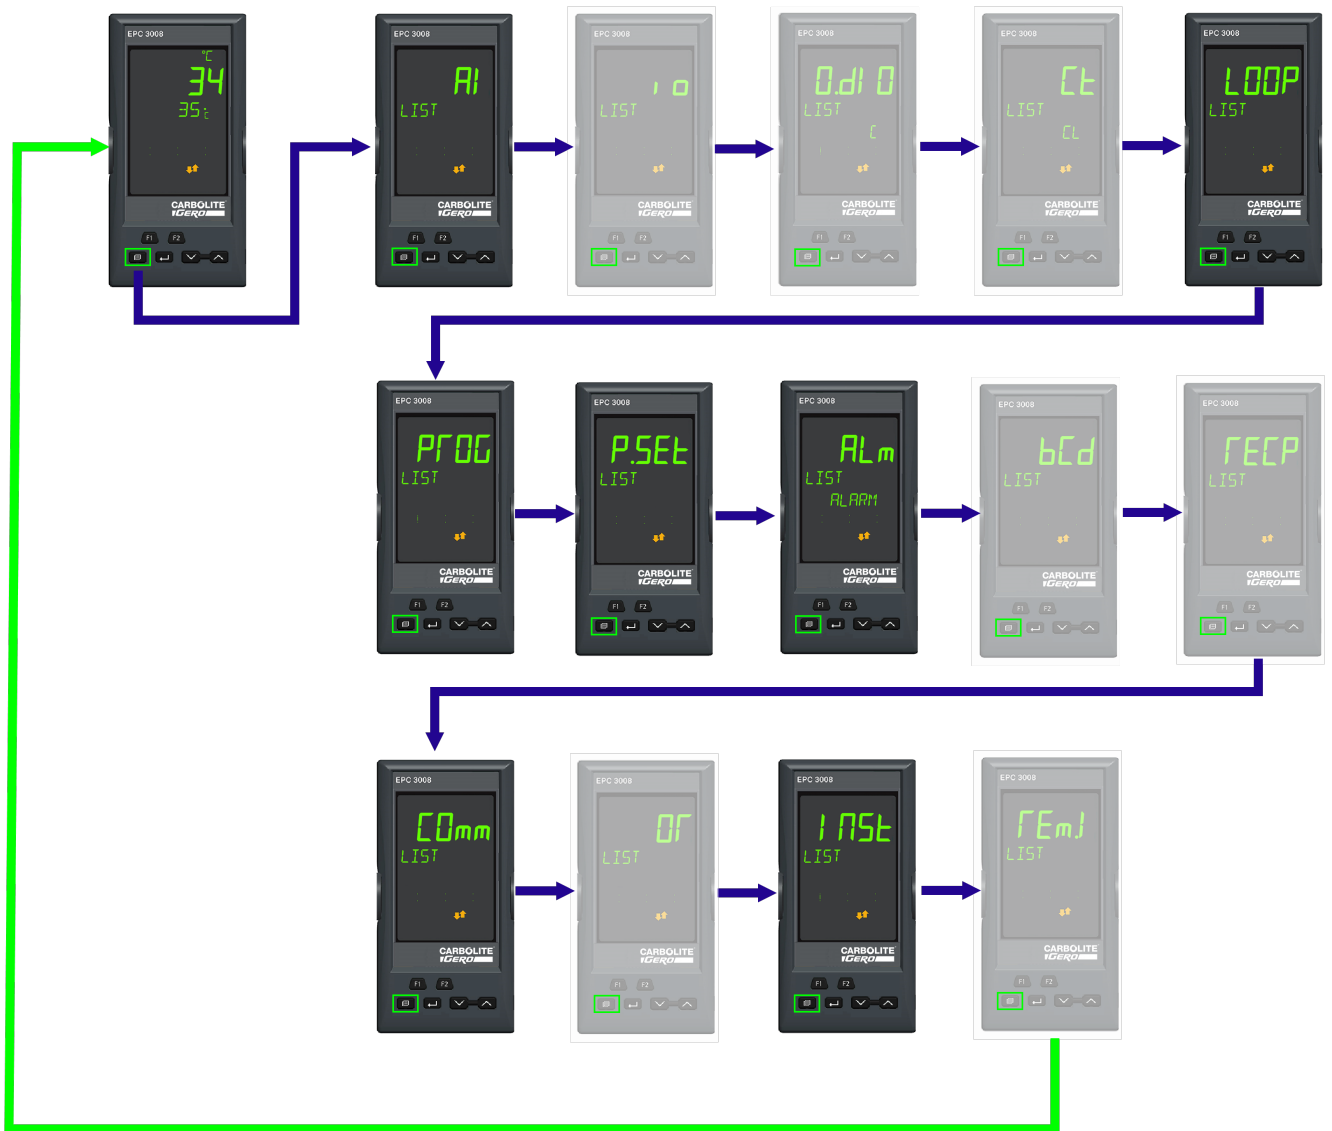 EPC 3008
°C
34
35°C
CARBOLITE
GERO
F1 F2
EPC 3008
AI
LIST
CARBOLITE
GERO
F1 F2
EPC 3008
io
LIST
CARBOLITE
GERO
F1 F2
EPC 3008
O.dIO
LIST
C
CARBOLITE
GERO
F1 F2
EPC 3008
Ct
LIST
CL
CARBOLITE
GERO
F1 F2
EPC 3008
LOOP
LIST
CARBOLITE
GERO
F1 F2
EPC 3008
PrOG
LIST
CARBOLITE
GERO
F1 F2
EPC 3008
P.SEt
LIST
CARBOLITE
GERO
F1 F2
EPC 3008
ALm
LIST
ALARM
CARBOLITE
GERO
F1 F2
EPC 3008
bCd
LIST
CARBOLITE
GERO
F1 F2
EPC 3008
rECP
LIST
CARBOLITE
GERO
F1 F2
EPC 3008
COmm
LIST
CARBOLITE
GERO
F1 F2
EPC 3008
Or
LIST
CARBOLITE
GERO
F1 F2
EPC 3008
InSt
LIST
CARBOLITE
GERO
F1 F2
EPC 3008
rEm.I
LIST
CARBOLITE
GERO
F1 F2